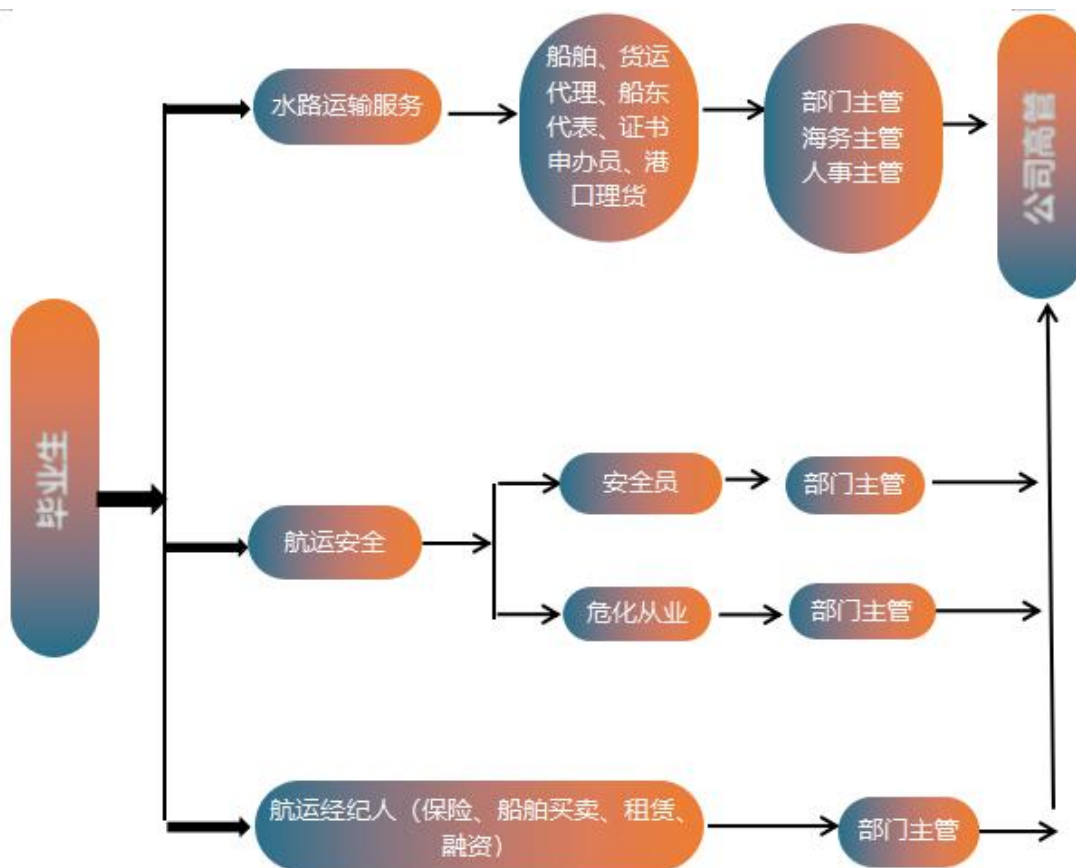 毕业生
水路运输服务
船舶、货运
代理、船东
代表、证书
申办员、港
口理货
部门主管
海务主管
人事主管
公司高管
航运安全
安全员
部门主管
危化从业
部门主管
航运经纪人（保险、船舶买卖、租赁、
融资）
部门主管